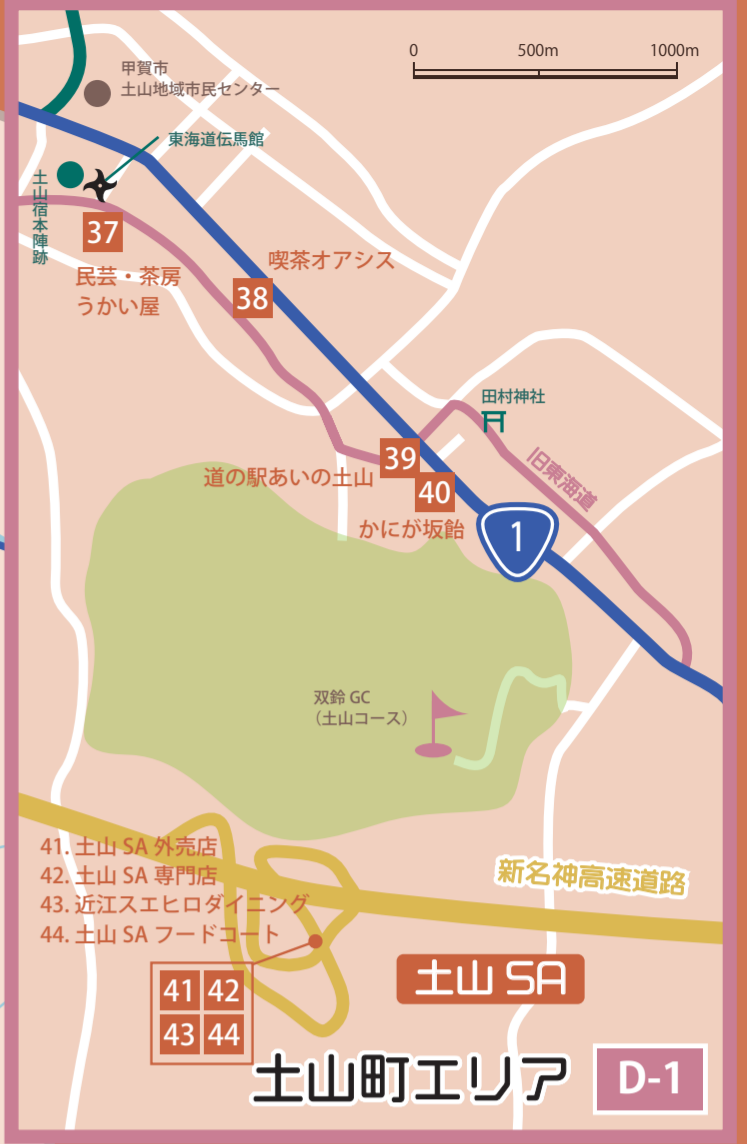 0 500m 1000m
甲賀市
土山地域市民センター
東海道伝馬館
土山宿本陣跡
37
民芸・茶房
うかい屋
喫茶オアシス
38
田村神社
旧東海道
39
道の駅あいの土山
40
かにが坂飴
1
双鈴 GC
（土山コース）
新名神高速道路
41. 土山 SA 外売店
42. 土山 SA 専門店
43. 近江スエヒロダイニング
44. 土山 SA フードコート
41 42
43 44
土山 SA
土山町エリア
D-1